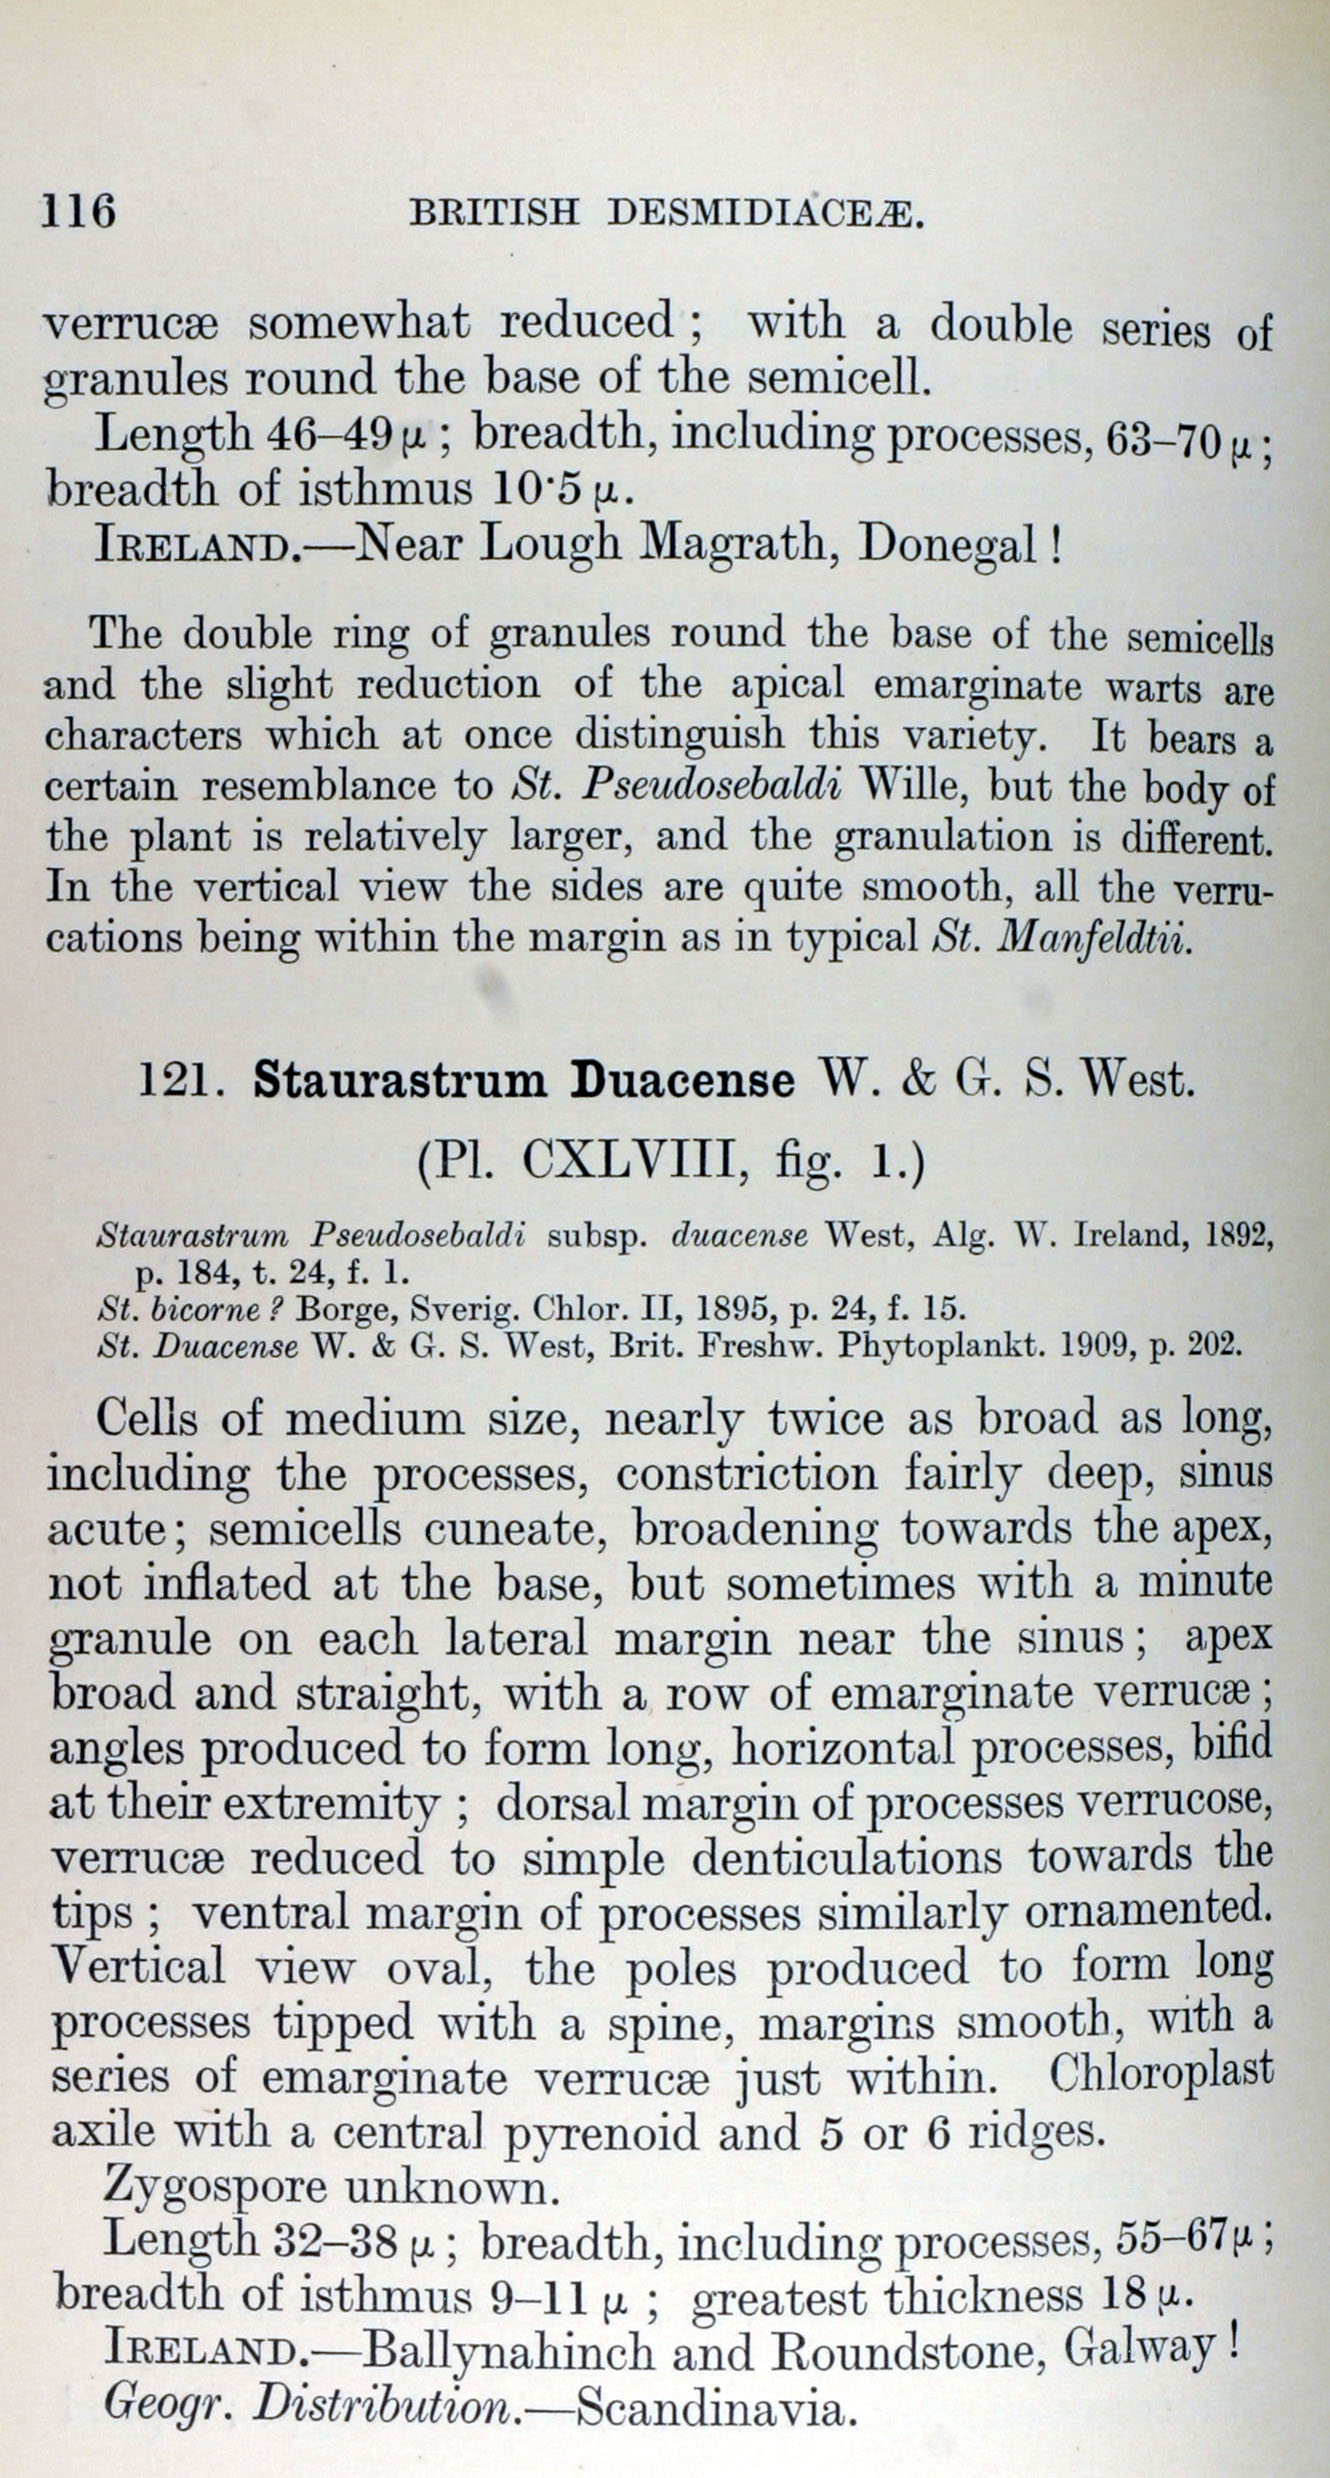 116 BRITISH DESMIDIACEÆ.
verrucæ somewhat reduced ; with a double series of
granules round the base of the semicell.
Length 46–49 μ ; breadth, including processes, 63–70 μ ;
breadth of isthmus 10·5 μ.
IRELAND.—Near Lough Magrath, Donegal !
The double ring of granules round the base of the semicells
and the slight reduction of the apical emarginate warts are
characters which at once distinguish this variety. It bears a
certain resemblance to St. Pseudosebaldi Wille, but the body of
the plant is relatively larger, and the granulation is different.
In the vertical view the sides are quite smooth, all the verru-
cations being within the margin as in typical St. Manfeldtii.
121. Staurastrum Duacense W. & G. S. West.
(Pl. CXLVIII, fig. 1.)
Staurastrum Pseudosebaldi subsp. duacense West, Alg. W. Ireland, 1892,
p. 184, t. 24, f. 1.
St. bicorne ? Borge, Sverig. Chlor. II, 1895, p. 24, f. 15.
St. Duacense W. & G. S. West, Brit. Freshw. Phytoplankt. 1909, p. 202.
Cells of medium size, nearly twice as broad as long,
including the processes, constriction fairly deep, sinus
acute; semicells cuneate, broadening towards the apex,
not inflated at the base, but sometimes with a minute
granule on each lateral margin near the sinus ; apex
broad and straight, with a row of emarginate verrucæ ;
angles produced to form long, horizontal processes, bifid
at their extremity ; dorsal margin of processes verrucose,
verrucæ reduced to simple denticulations towards the
tips ; ventral margin of processes similarly ornamented.
Vertical view oval, the poles produced to form long
processes tipped with a spine, margins smooth, with a
series of emarginate verrucæ just within. Chloroplast
axile with a central pyrenoid and 5 or 6 ridges.
Zygospore unknown.
Length 32–38 μ ; breadth, including processes, 55–67μ ;
breadth of isthmus 9–11 μ ; greatest thickness 18 μ.
IRELAND.—Ballynahinch and Roundstone, Galway !
Geogr. Distribution.—Scandinavia.